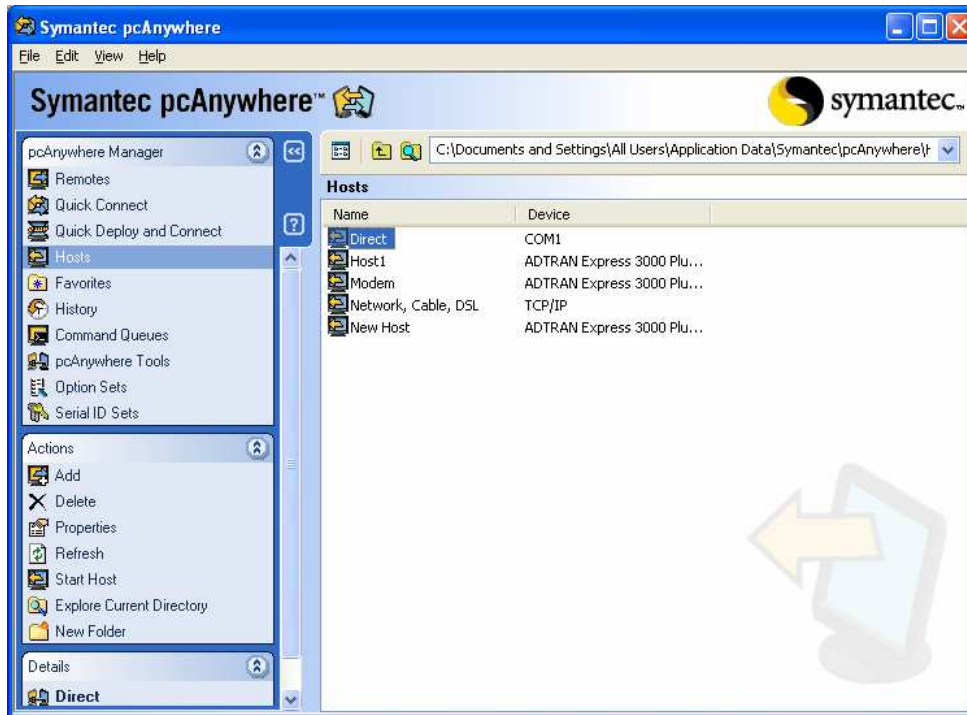 Symantec pcAnywhere
File Edit View Help
Symantec pcAnywhere™
symantec™
pcAnywhere Manager
Remotes
Quick Connect
Quick Deploy and Connect
Hosts
Favorites
History
Command Queues
pcAnywhere Tools
Option Sets
Serial ID Sets
Actions
Add
Delete
Properties
Refresh
Start Host
Explore Current Directory
New Folder
Details
Direct
C:\Documents and Settings\All Users\Application Data\Symantec\pcAnywhere\
Hosts
Name Device
Direct COM1
Host1 ADTRAN Express 3000 Plu...
Modem ADTRAN Express 3000 Plu...
Network, Cable, DSL TCP/IP
New Host ADTRAN Express 3000 Plu...